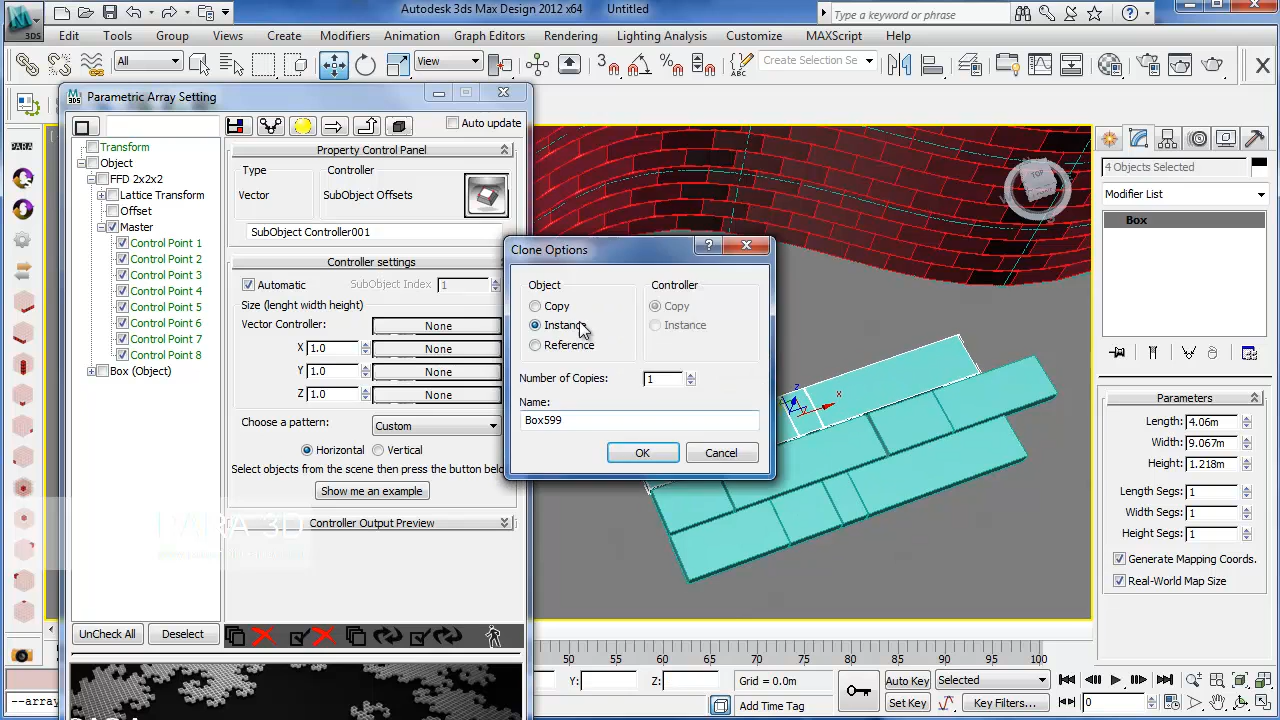 Autodesk 3ds Max Design 2012 x64 Untitled
Type a keyword or phrase
3DS
Edit Tools Group Views Create Modifiers Animation Graph Editors Rendering Lighting Analysis Customize MAXScript Help
All View Create Selection Se
Parametric Array Setting
Auto update
PARA
Transform
Object
FFD 2x2x2
Lattice Transform
Offset
Master
Control Point 1
Control Point 2
Control Point 3
Control Point 4
Control Point 5
Control Point 6
Control Point 7
Control Point 8
Box (Object)
UnCheck All Deselect
Property Control Panel
Type Controller
Vector SubObject Offsets
SubObject Controller001
Controller settings
Automatic SubObject Index 1
Size (lenght width height)
Vector Controller: None
X 1.0 None
Y 1.0 None
Z 1.0 None
Choose a pattern: Custom
Horizontal Vertical
Select objects from the scene then press the button belo
Show me an example
Controller Output Preview
Clone Options
Object Controller
Copy Copy
Instance Instance
Reference
Number of Copies: 1
Name:
Box599
OK Cancel
TOP
z
x
4 Objects Selected
Modifier List
Box
Parameters
Length: 4.06m
Width: 9.067m
Height: 1.218m
Length Segs: 1
Width Segs: 1
Height Segs: 1
Generate Mapping Coords.
Real-World Map Size
50 55 60 65 70 75 80 85 90 95 100
Y: Z: Grid = 0.0m
Add Time Tag
Auto Key Selected
Set Key Key Filters...
0
--array